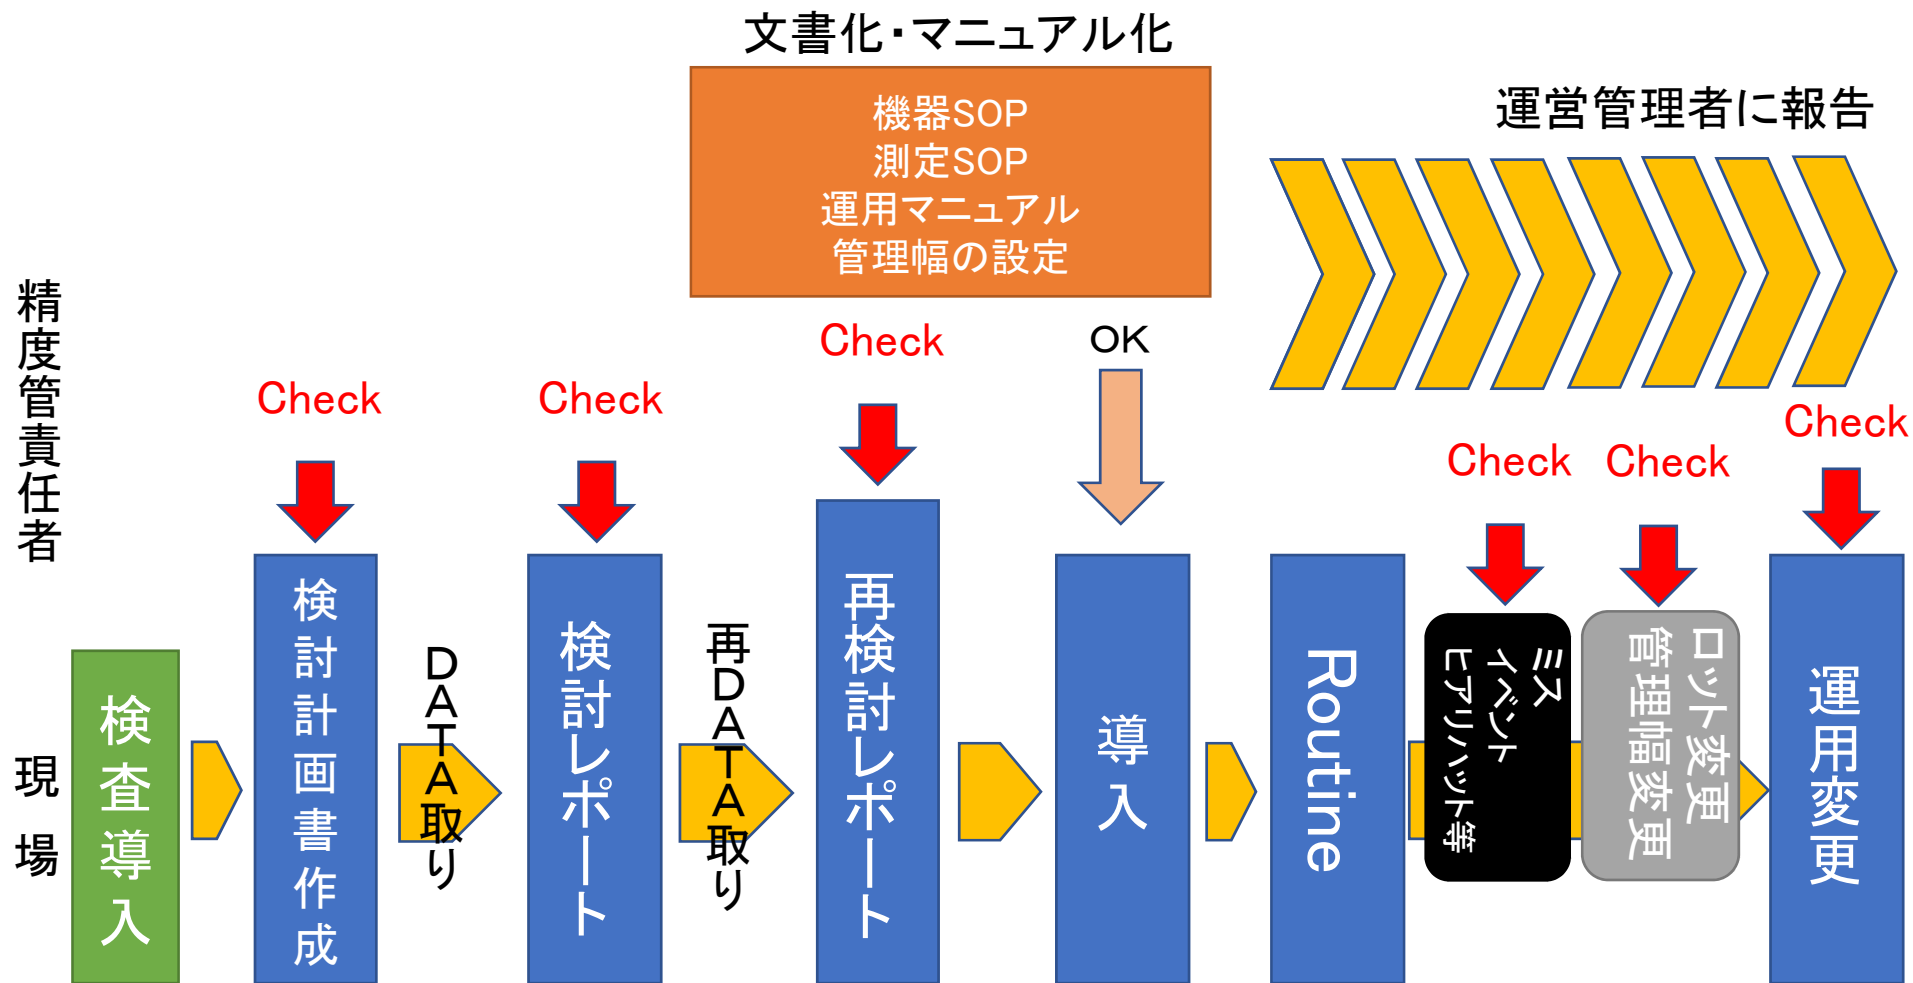 文書化・マニュアル化
機器SOP
測定SOP
運用マニュアル
管理幅の設定
運営管理者に報告
精度管責任者
現場
Check
Check
Check
OK
Check
Check
Check
検査導入
検討計画書作成
DATA取り
検討レポート
再DATA取り
再検討レポート
導入
Routine
ミス
イベント
ヒアリハット等
ロット変更
管理幅変更
運用変更